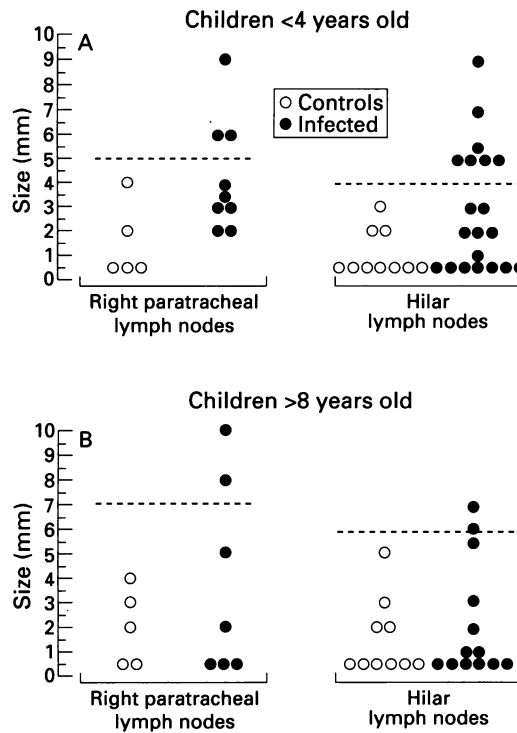 Children <4 years old
A
10
9
8
7
6
5
4
3
2
1
0
Size (mm)
Controls
Infected
Right paratracheal
lymph nodes
Hilar
lymph nodes
Children >8 years old
B
10
9
8
7
6
5
4
3
2
1
0
Size (mm)
Right paratracheal
lymph nodes
Hilar
lymph nodes